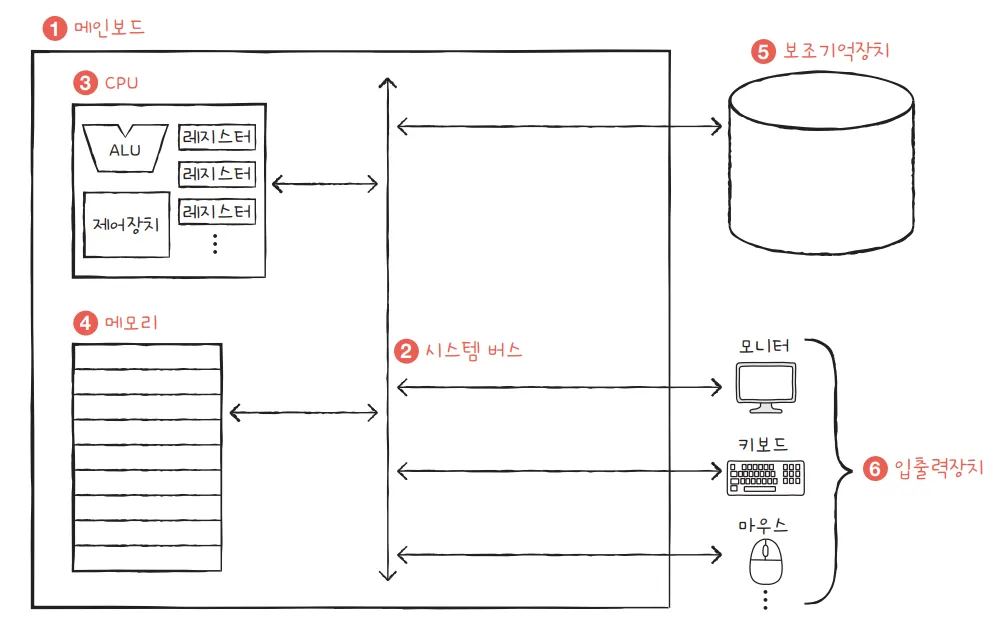 1 메인보드
3 CPU
ALU
레지스터
레지스터
레지스터
제어장치
4 메모리
2 시스템 버스
5 보조기억장치
모니터
키보드
마우스
6 입출력장치